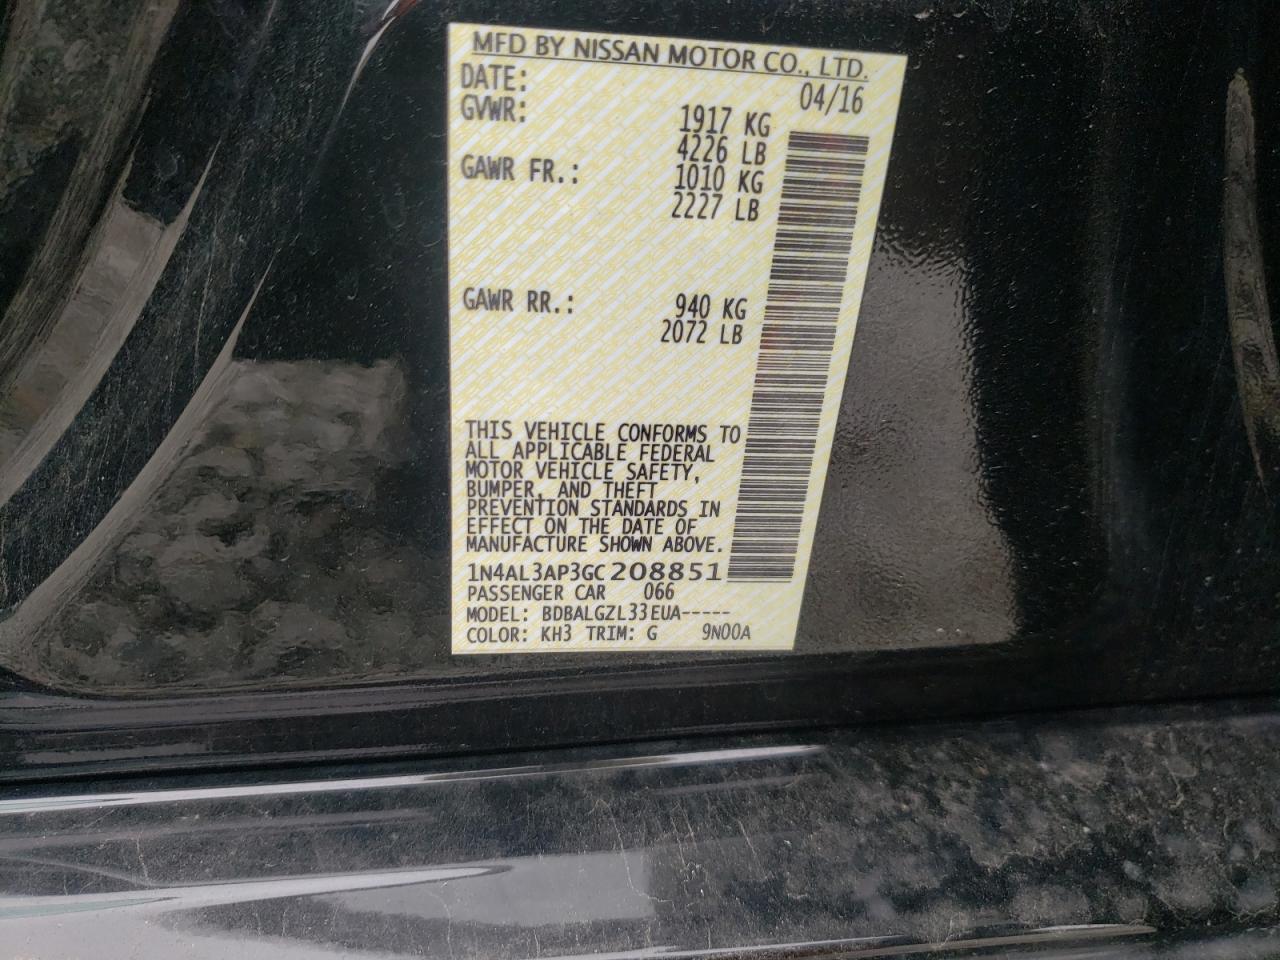 MFD BY NISSAN MOTOR CO., LTD.
DATE: 04/16
GVWR: 1917 KG
4226 LB
GAWR FR.: 1010 KG
2227 LB
GAWR RR.: 940 KG
2072 LB
THIS VEHICLE CONFORMS TO
ALL APPLICABLE FEDERAL
MOTOR VEHICLE SAFETY,
BUMPER, AND THEFT
PREVENTION STANDARDS IN
EFFECT ON THE DATE OF
MANUFACTURE SHOWN ABOVE.
1N4AL3AP3GC208851
PASSENGER CAR 066
MODEL: BDBALGZL33EUA-----
COLOR: KH3 TRIM: G 9N00A